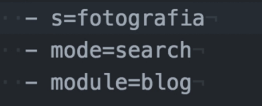 - s=fotografia
- mode=search
- module=blog